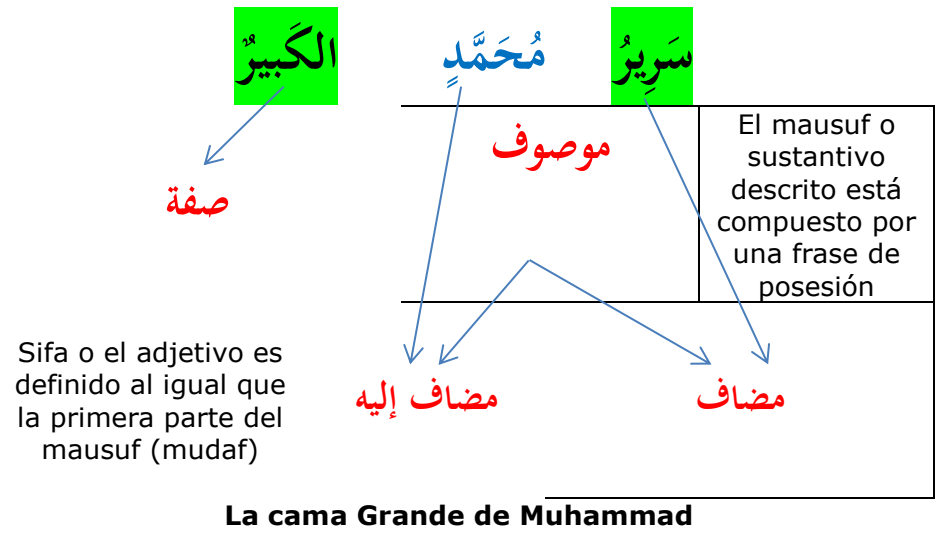 سَرِيرُ مُحَمَّدٍ الكَبيرٌ
موصوف
El mausuf o
sustantivo
descrito está
compuesto por
una frase de
posesión
صفة
Sifa o el adjetivo es
definido al igual que
la primera parte del
mausuf (mudaf)
مضاف إليه
مضاف
La cama Grande de Muhammad